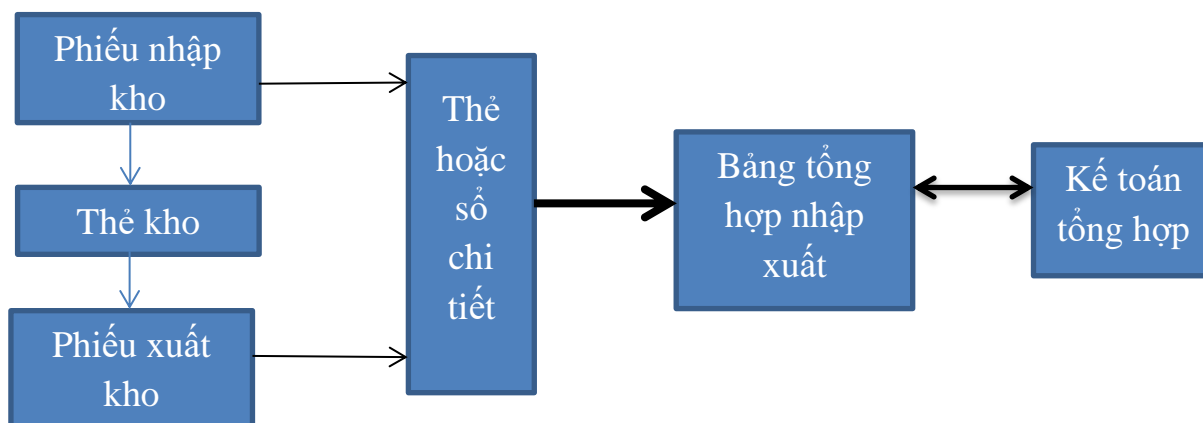 Phiếu nhập
kho
Thẻ kho
Phiếu xuất
kho
Thẻ
hoặc
sổ
chi
tiết
Bảng tổng
hợp nhập
xuất
Kế toán
tổng hợp